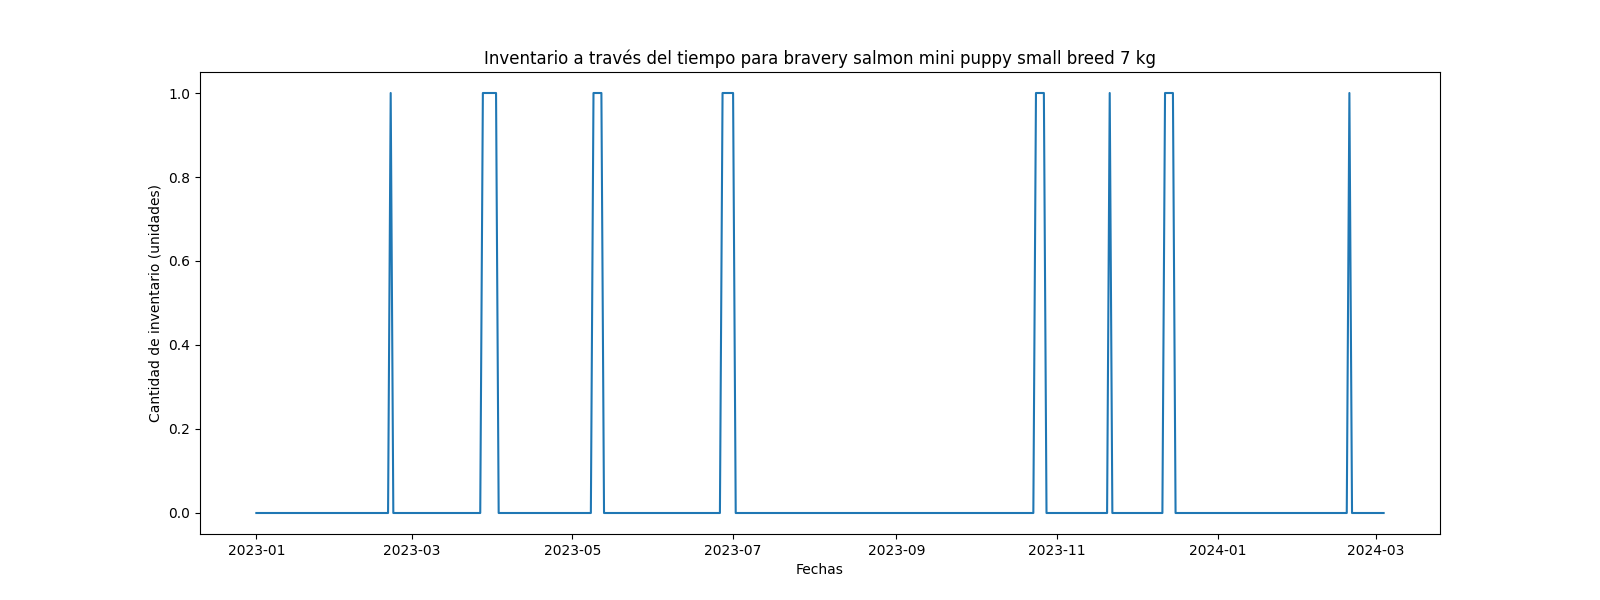 Inventario a través del tiempo para bravery salmon mini puppy small breed 7 kg
Cantidad de inventario (unidades)
1.0
0.8
0.6
0.4
0.2
0.0
2023-01 2023-03 2023-05 2023-07 2023-09 2023-11 2024-01 2024-03
Fechas